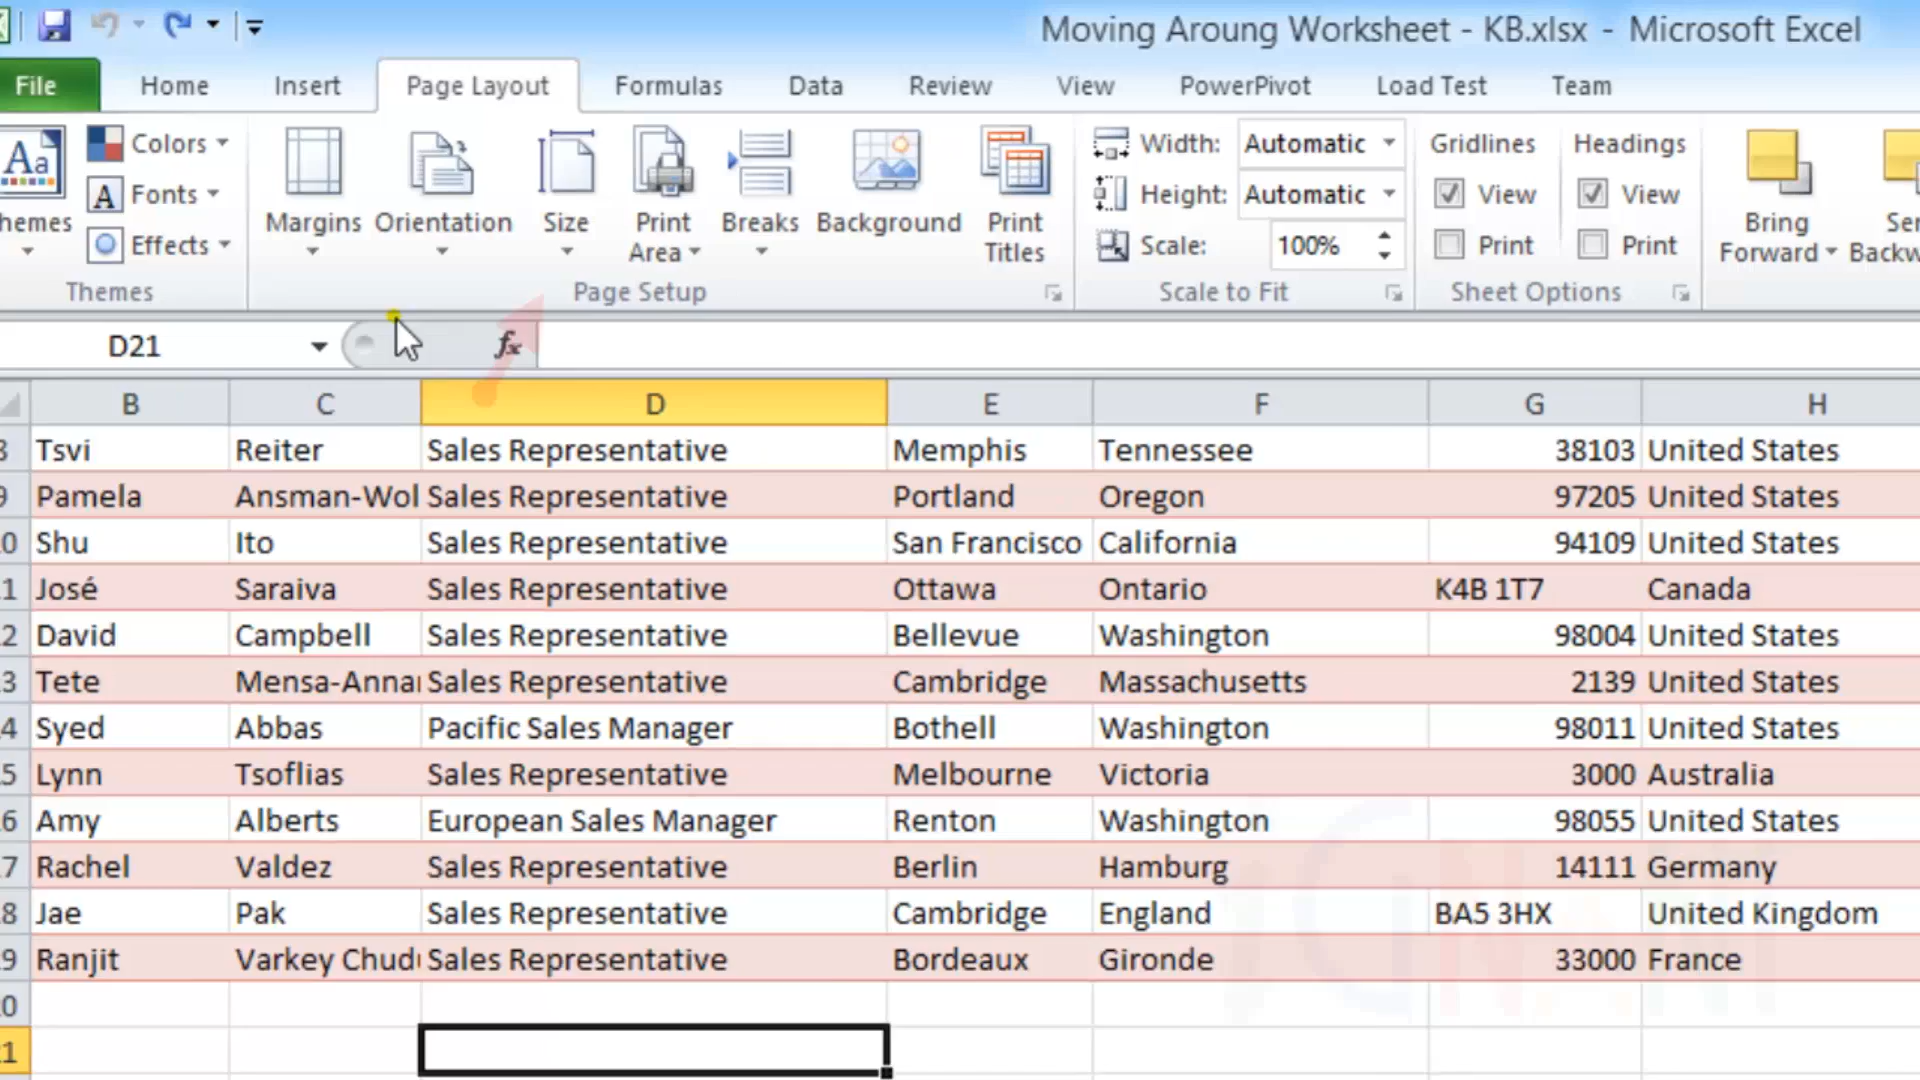 Moving Aroung Worksheet - KB.xlsx - Microsoft Excel
File Home Insert Page Layout Formulas Data Review View PowerPivot Load Test Team
Aa Colors Width: Automatic Gridlines Headings
A Fonts Height: Automatic View View
Margins Orientation Size Print Breaks Background Print Bring
Effects Area Titles Scale: 100% Print Print Forward
Themes Page Setup Scale to Fit Sheet Options
D21 fx
B C D E F G H
Tsvi Reiter Sales Representative Memphis Tennessee 38103 United States
Pamela Ansman-Wol Sales Representative Portland Oregon 97205 United States
Shu Ito Sales Representative San Francisco California 94109 United States
José Saraiva Sales Representative Ottawa Ontario K4B 1T7 Canada
David Campbell Sales Representative Bellevue Washington 98004 United States
Tete Mensa-Anna Sales Representative Cambridge Massachusetts 2139 United States
Syed Abbas Pacific Sales Manager Bothell Washington 98011 United States
Lynn Tsoflias Sales Representative Melbourne Victoria 3000 Australia
Amy Alberts European Sales Manager Renton Washington 98055 United States
Rachel Valdez Sales Representative Berlin Hamburg 14111 Germany
Jae Pak Sales Representative Cambridge England BA5 3HX United Kingdom
Ranjit Varkey Chud Sales Representative Bordeaux Gironde 33000 France